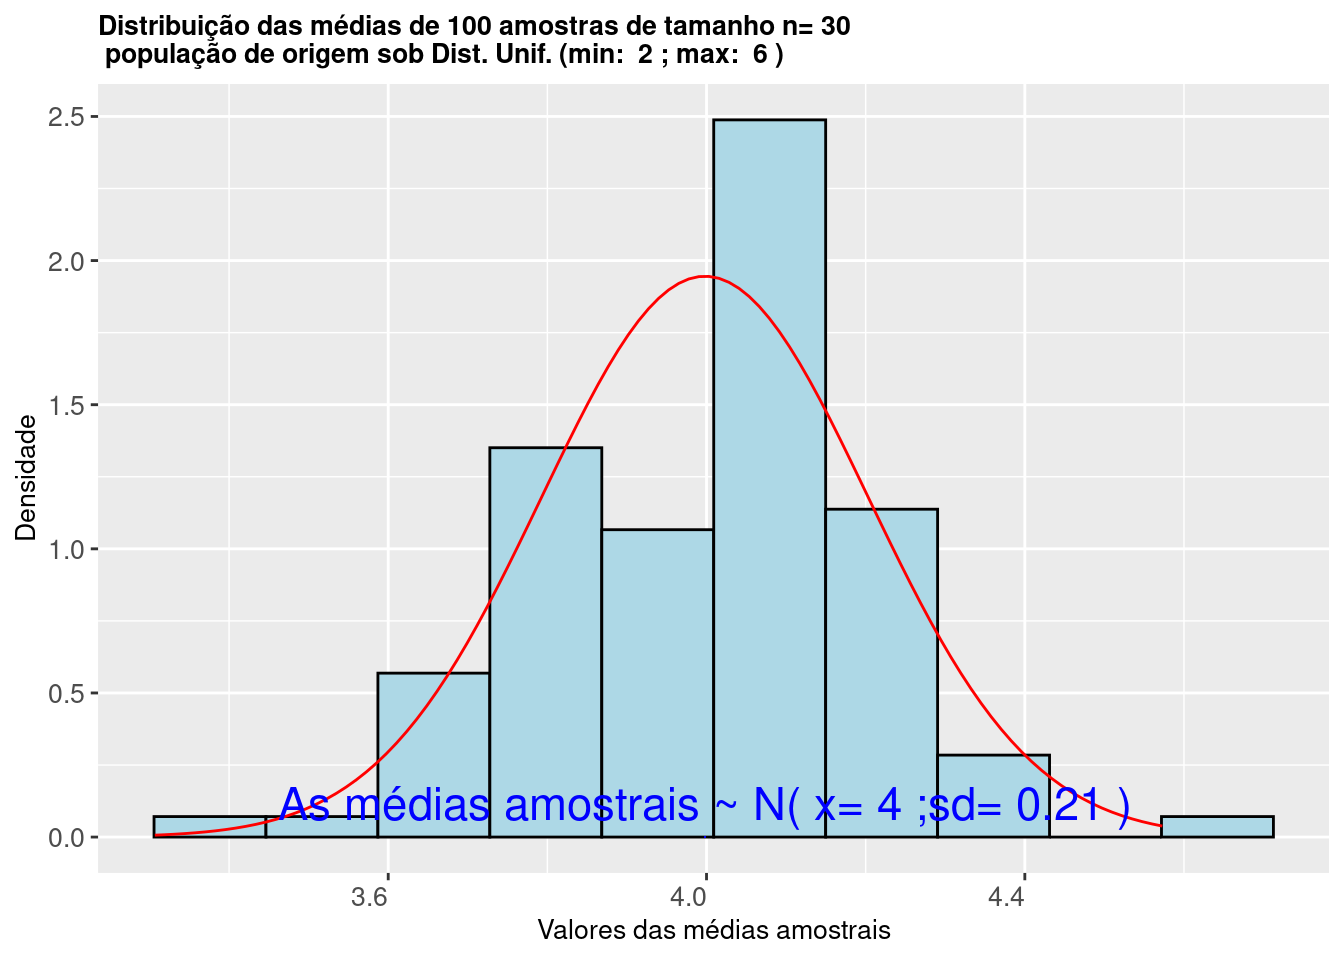 Distribuição das médias de 100 amostras de tamanho n= 30
população de origem sob Dist. Unif. (min:  2 ; max:  6 )
2.5
2.0
1.5
1.0
0.5
0.0
Densidade
As médias amostrais ~ N( x= 4 ;sd= 0.21 )
3.6 4.0 4.4
Valores das médias amostrais